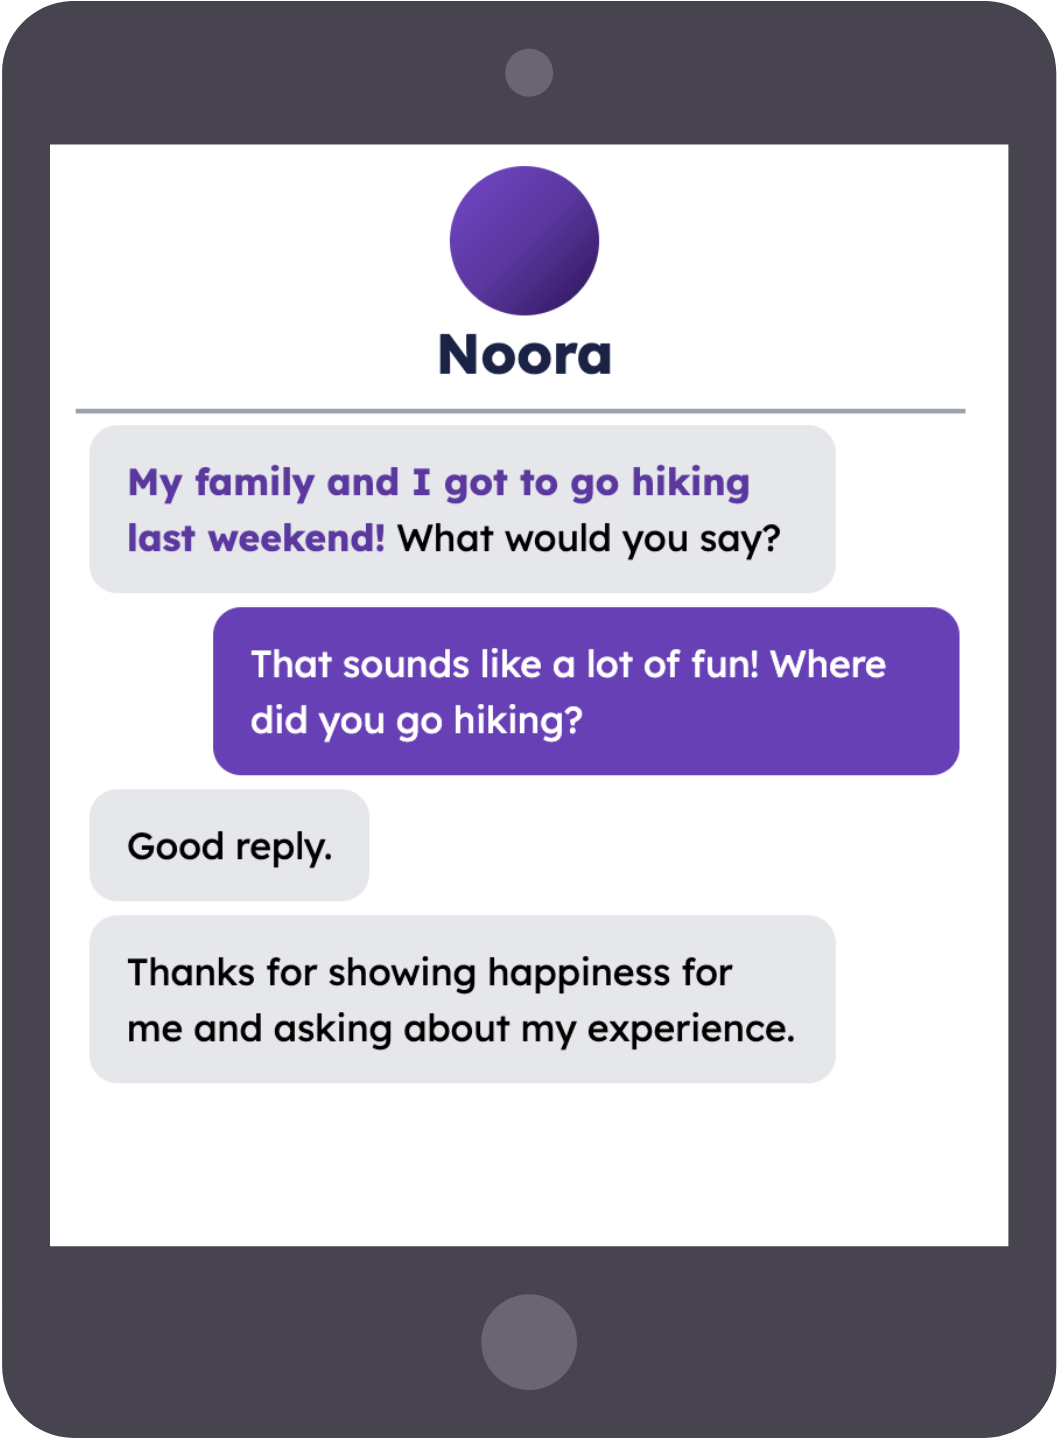 Noora
My family and I got to go hiking
last weekend! What would you say?
That sounds like a lot of fun! Where
did you go hiking?
Good reply.
Thanks for showing happiness for
me and asking about my experience.